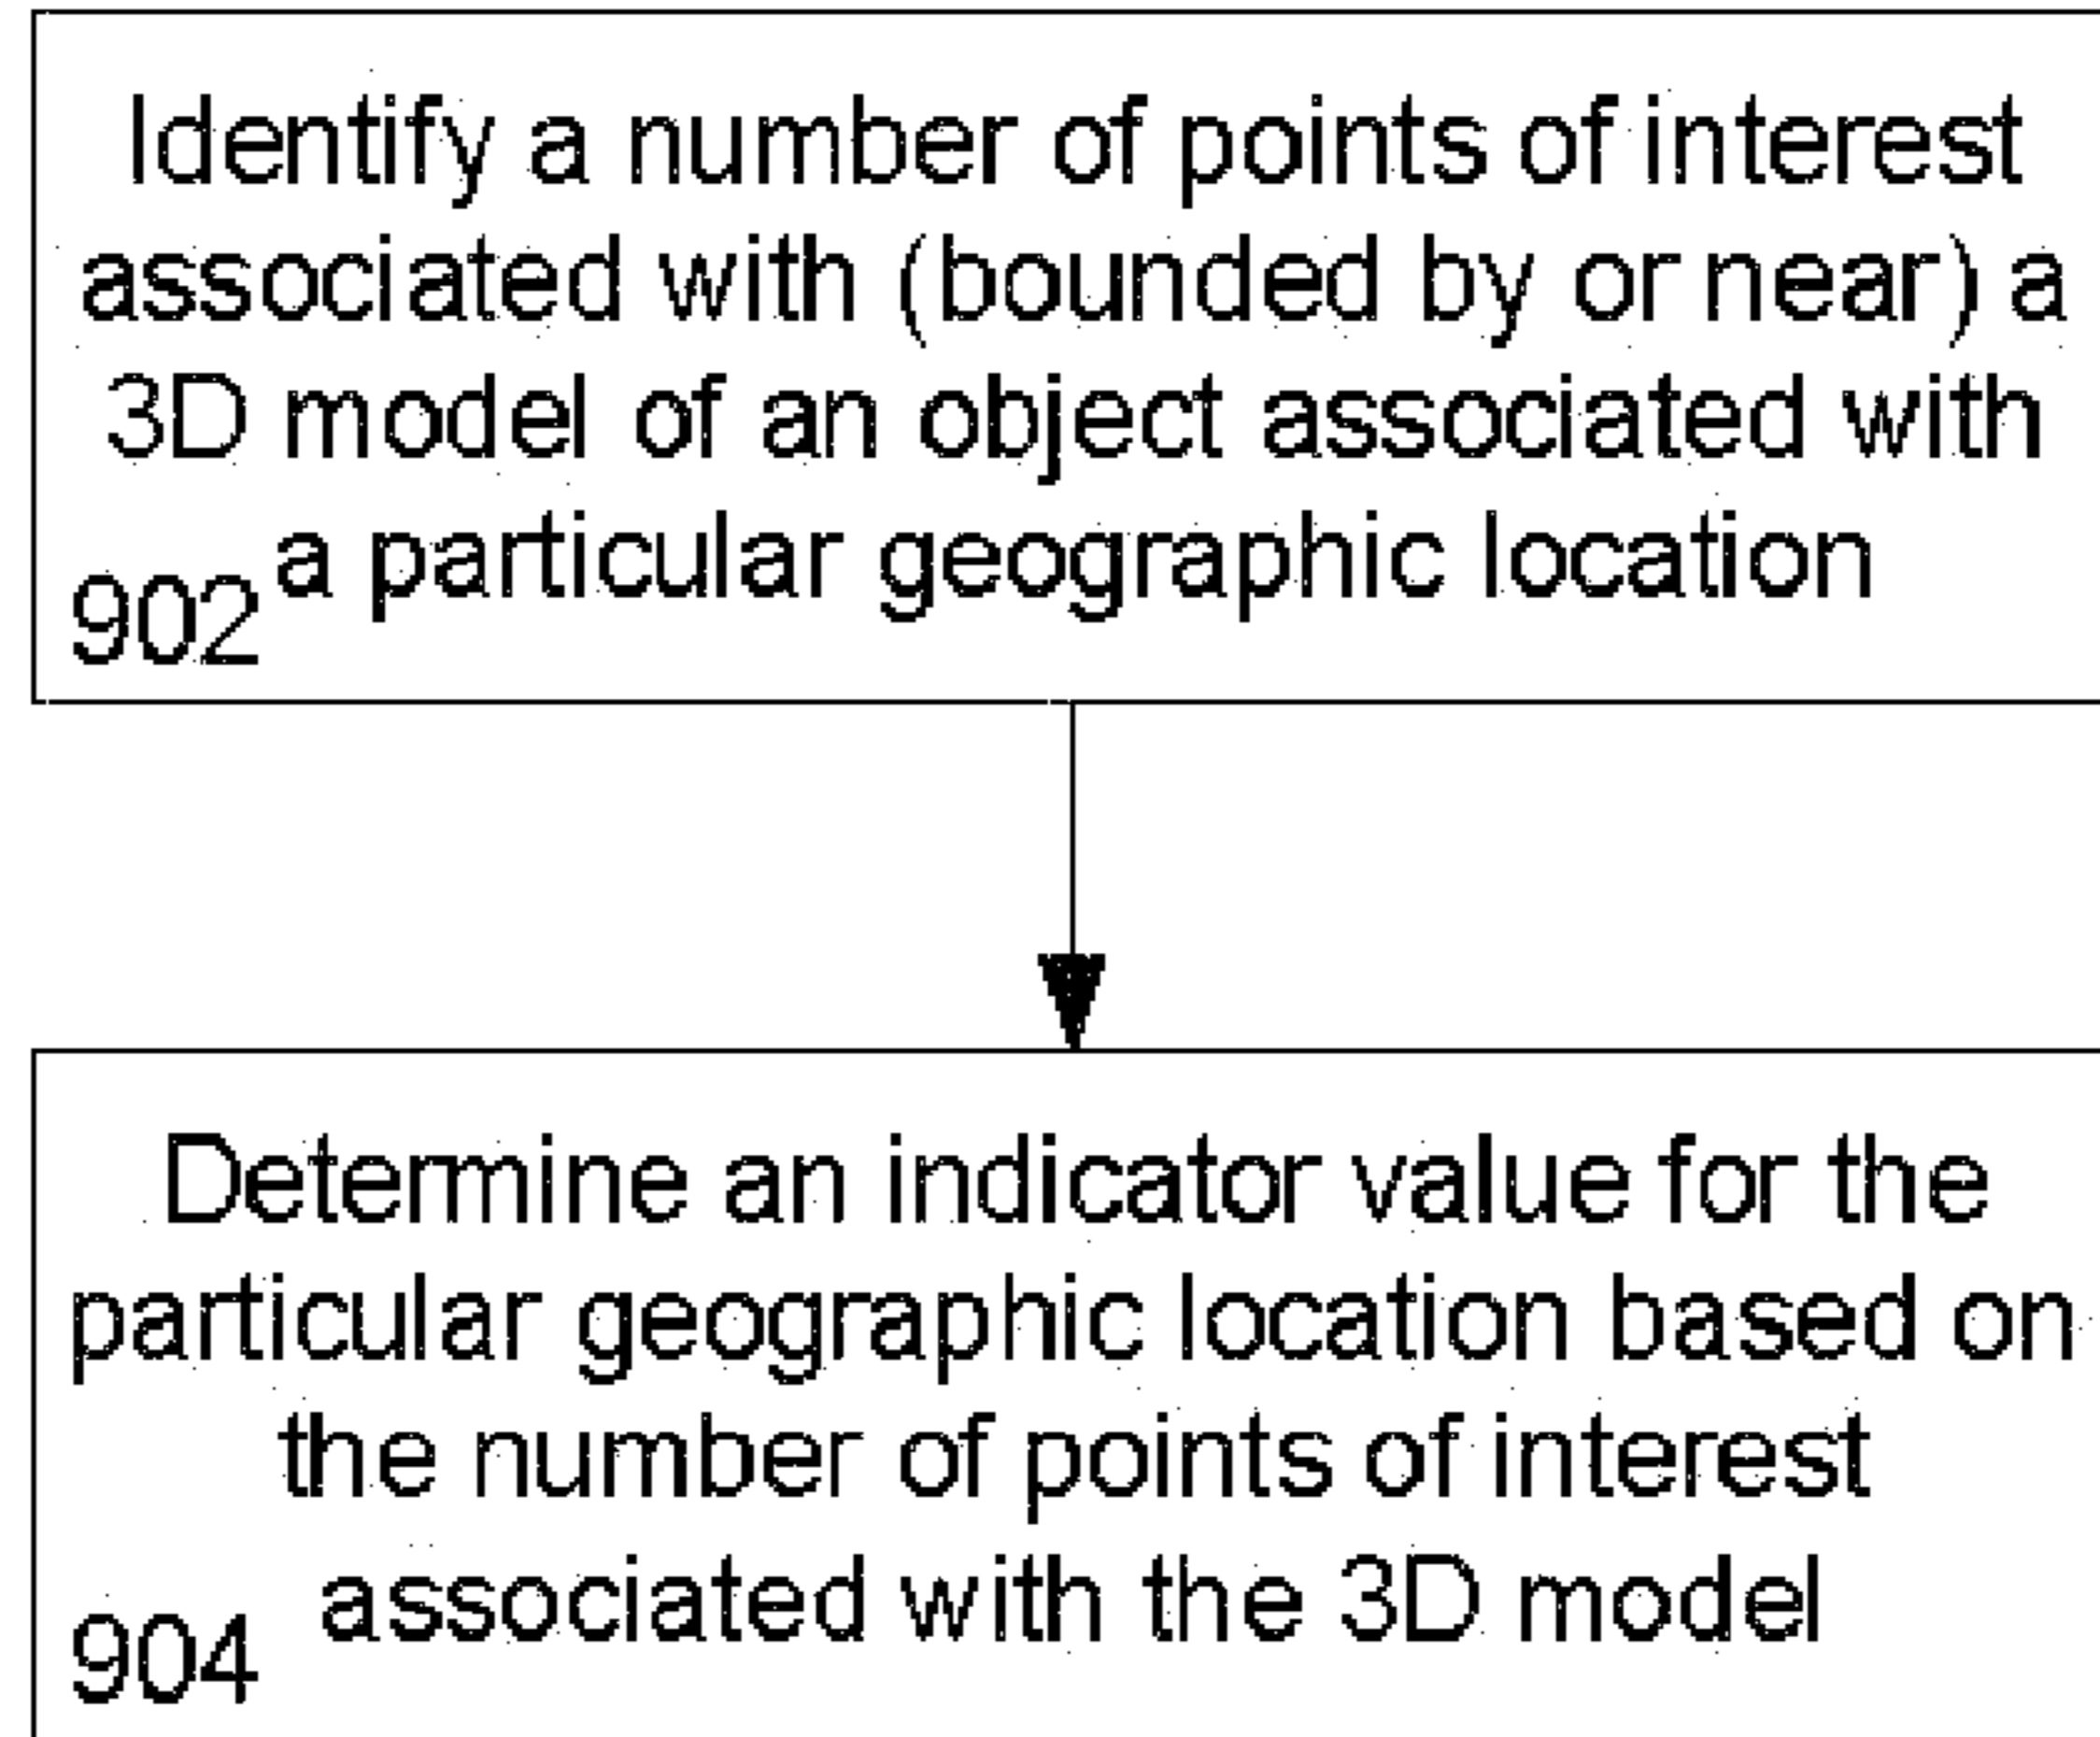 Identify a number of points of interest
associated with (bounded by or near) a
3D model of an object associated with
a particular geographic location
902
Determine an indicator value for the
particular geographic location based on
the number of points of interest
associated with the 3D model
904